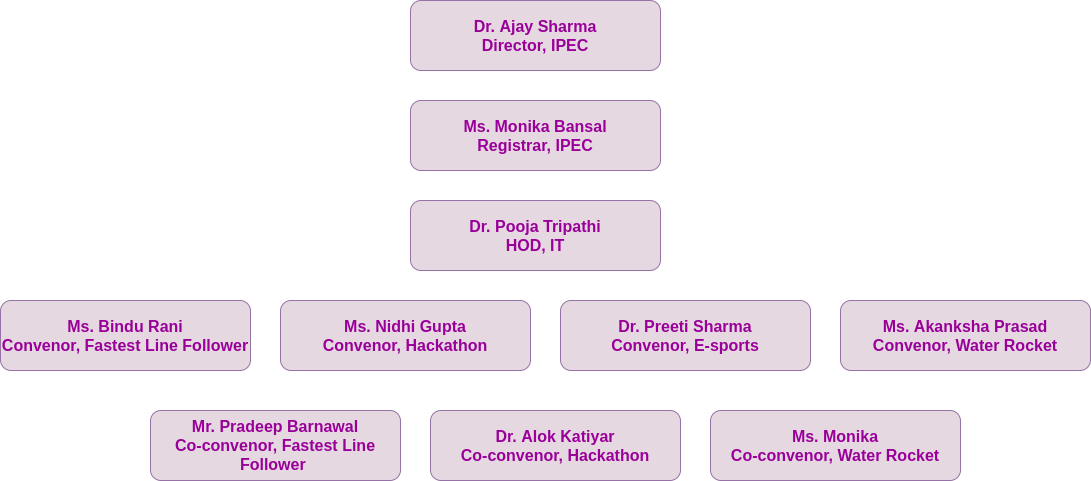 Dr. Ajay Sharma
Director, IPEC
Ms. Monika Bansal
Registrar, IPEC
Dr. Pooja Tripathi
HOD, IT
Ms. Bindu Rani
Convenor, Fastest Line Follower
Ms. Nidhi Gupta
Convenor, Hackathon
Dr. Preeti Sharma
Convenor, E-sports
Ms. Akanksha Prasad
Convenor, Water Rocket
Mr. Pradeep Barnawal
Co-convenor, Fastest Line
Follower
Dr. Alok Katiyar
Co-convenor, Hackathon
Ms. Monika
Co-convenor, Water Rocket